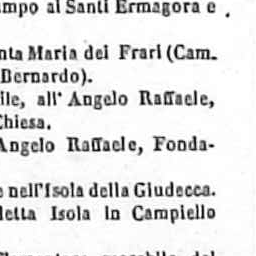 ampo ai Santi Ermagora e
nta Maria dei Frari (Cam.
Bernardo).
ile, all' Angelo Raffaele,
Chiesa.
Angelo Raffaele, Fonda-
e nell'Isola della Giudecca.
detta Isola in Campiello